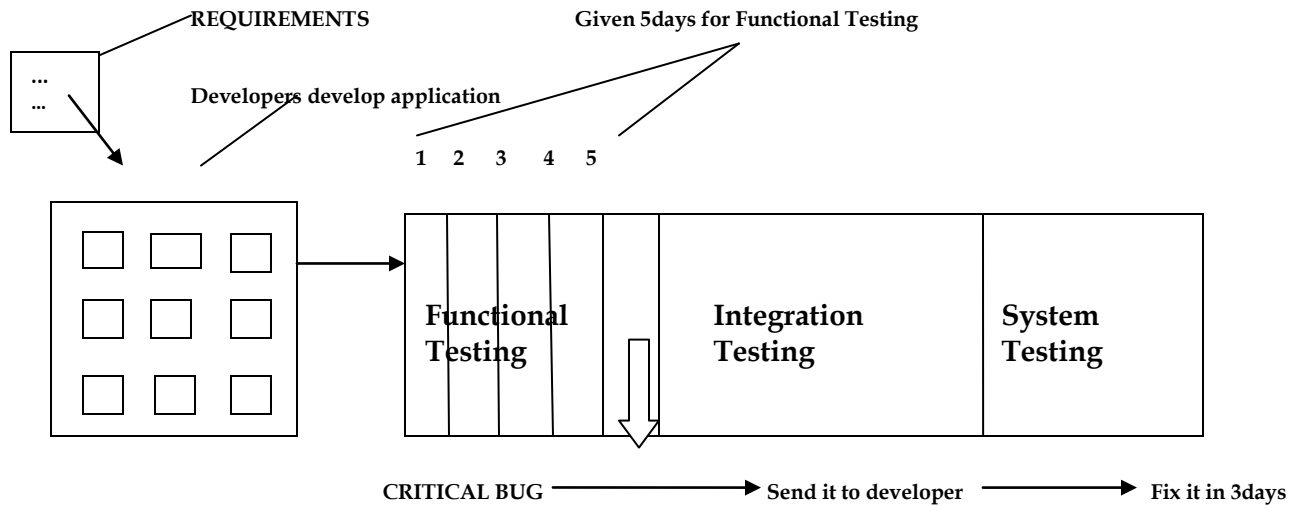 REQUIREMENTS
Given 5days for Functional Testing
...
...
Developers develop application
1 2 3 4 5
Functional
Testing
Integration
Testing
System
Testing
CRITICAL BUG
Send it to developer
Fix it in 3days